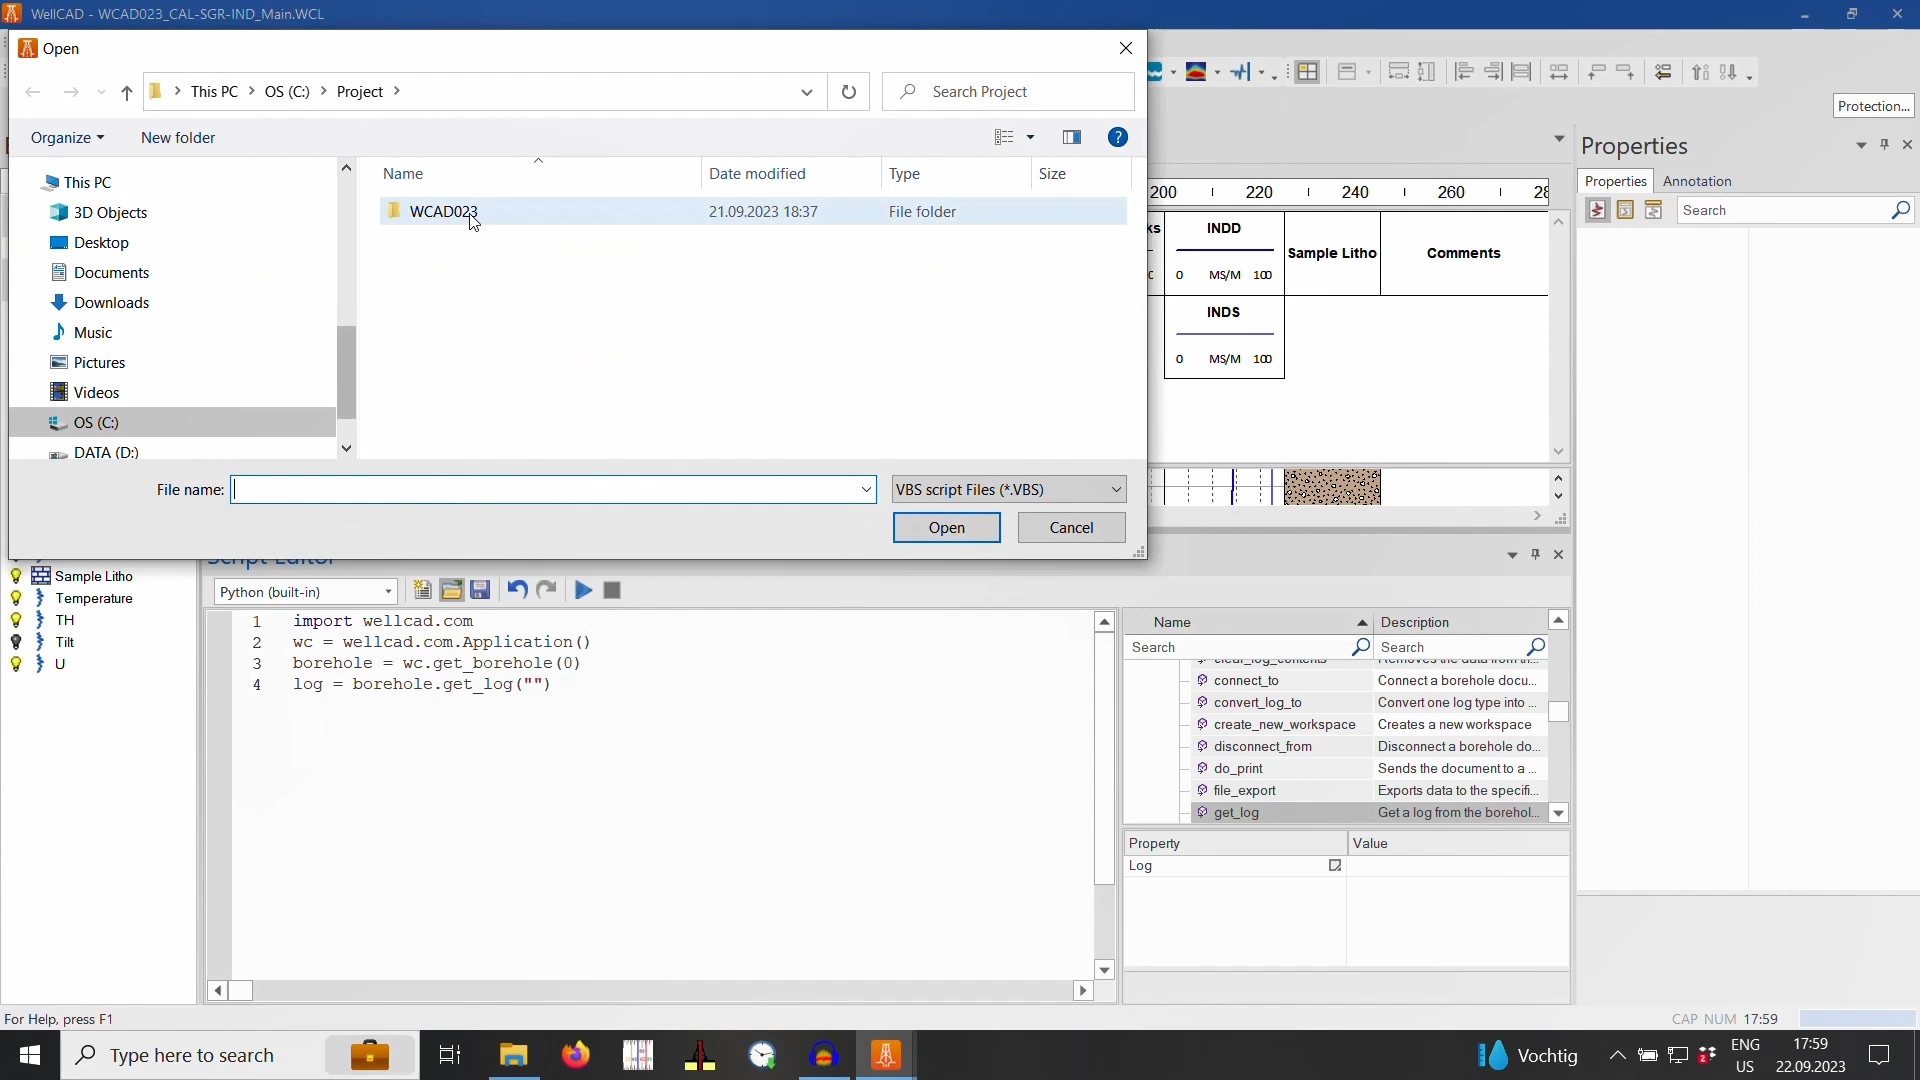 WellCAD - WCAD023_CAL-SGR-IND_Main.WCL
Open
This PC > OS (C:) > Project >
Search Project
Organize
New folder
Name
Date modified
Type
Size
WCAD023
21.09.2023 18:37
File folder
This PC
3D Objects
Desktop
Documents
Downloads
Music
Pictures
Videos
OS (C:)
DATA (D:)
File name:
VBS script Files (*.VBS)
Open
Cancel
Protection...
Properties
Properties
Annotation
Search
200
220
240
260
INDD
0 MS/M 100
Sample Litho
Comments
INDS
0 MS/M 100
Script Editor
Sample Litho
Temperature
TH
Tilt
U
Python (built-in)
1 import wellcad.com
2 wc = wellcad.com.Application()
3 borehole = wc.get_borehole(0)
4 log = borehole.get_log("")
Name
Description
Search
Search
clear_log_contents
connect_to
Connect a borehole docu...
convert_log_to
Convert one log type into ...
create_new_workspace
Creates a new workspace
disconnect_from
Disconnect a borehole do...
do_print
Sends the document to a ...
file_export
Exports data to the specifi...
get_log
Get a log from the borehol...
Property
Value
Log
For Help, press F1
CAP NUM 17:59
Type here to search
Vochtig
ENG
US
17:59
22.09.2023